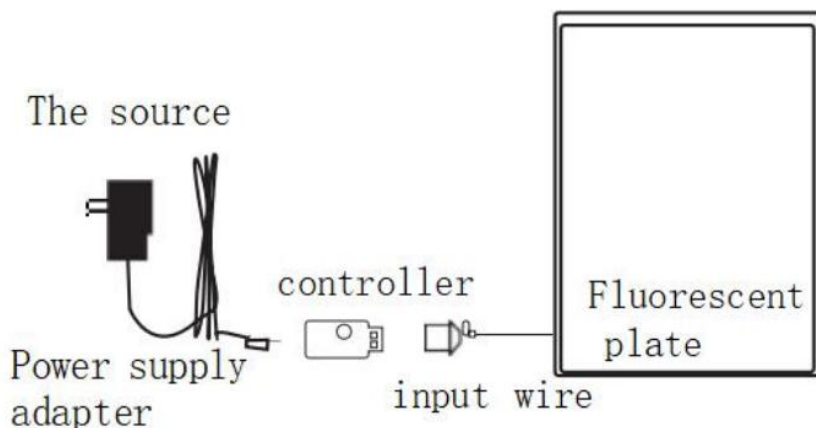 The source
controller
Fluorescent
plate
Power supply
adapter
input wire